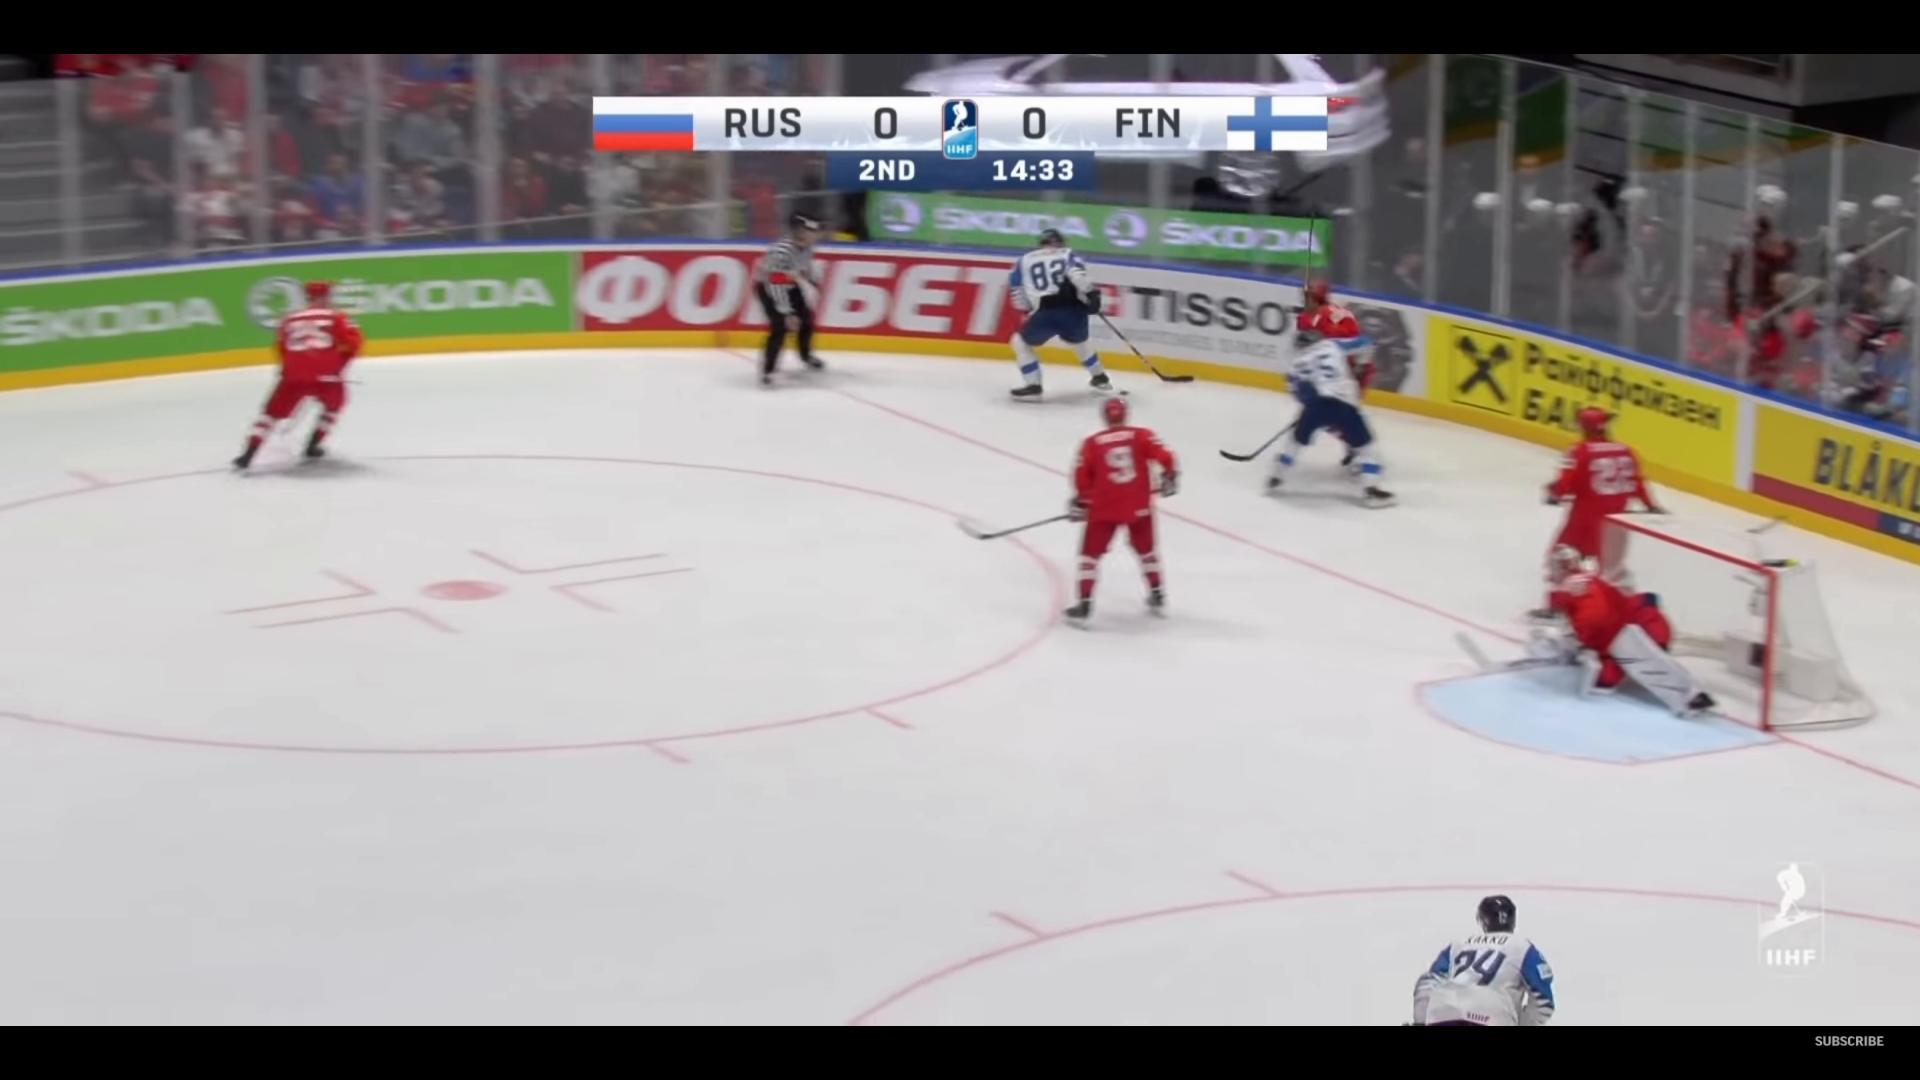 RUS 0 IIHF 0 FIN
2ND 14:33
ŠKODA ŠKODA
82
ŠKODA ŠKODA
ФОНБЕТ
TISSOT
Райффайзен
БАНК
25
9
22
KAKKO
24
IIHF
SUBSCRIBE